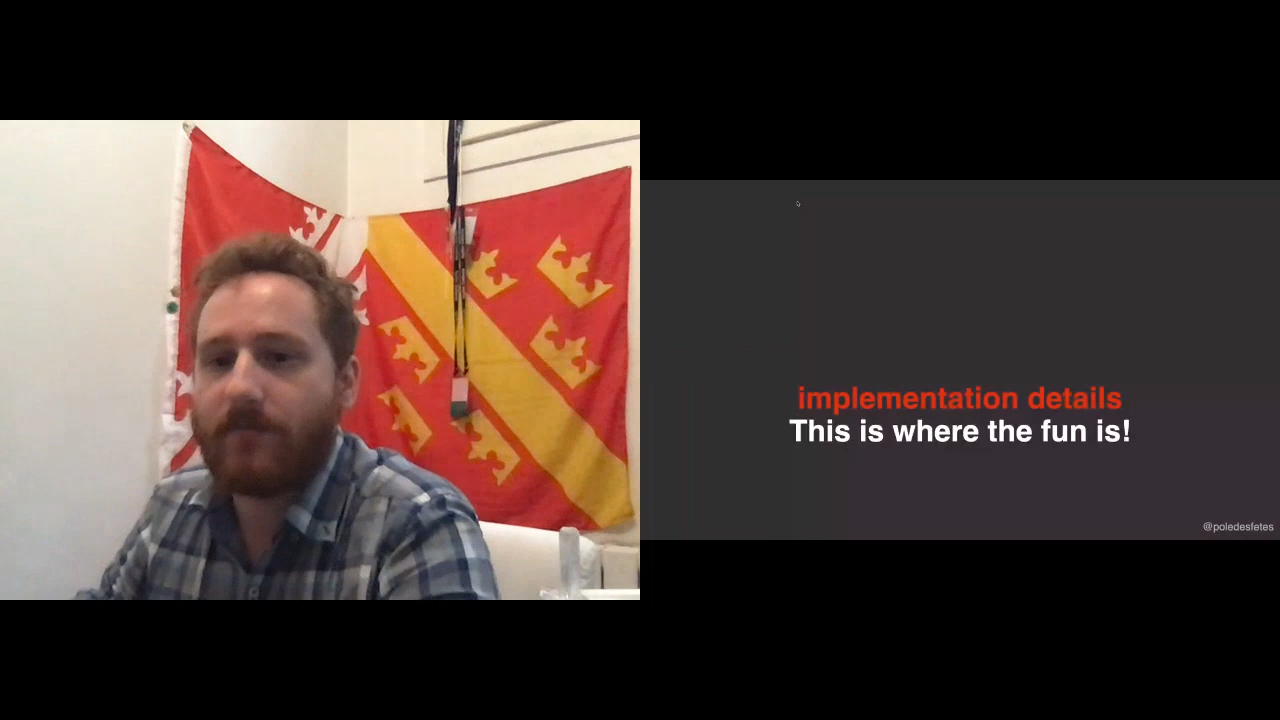 implementation details
This is where the fun is!
@poledesfetes